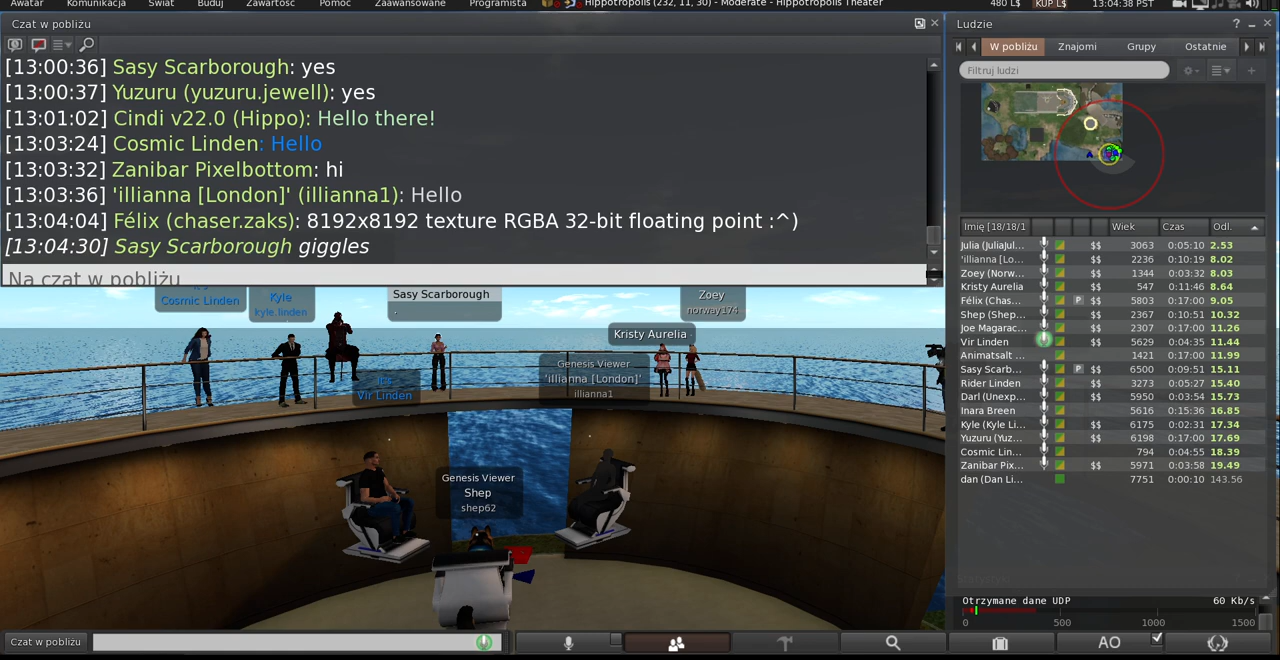 Awatar Komunikacja Świat Buduj Zawartość Pomoc Zaawansowane Programista Hippotropolis (232, 11, 30) - Moderate - Hippotropolis Theater 480 L$ KUP L$ 13:04:38 PST
Czat w pobliżu
[13:00:36] Sasy Scarborough: yes
[13:00:37] Yuzuru (yuzuru.jewell): yes
[13:01:02] Cindi v22.0 (Hippo): Hello there!
[13:03:24] Cosmic Linden: Hello
[13:03:32] Zanibar Pixelbottom: hi
[13:03:36] 'illianna [London]' (illianna1): Hello
[13:04:04] Félix (chaser.zaks): 8192x8192 texture RGBA 32-bit floating point :^)
[13:04:30] Sasy Scarborough giggles
Na czat w pobliżu
Cosmic Linden
Kyle
kyle.linden
Sasy Scarborough
.
Zoey
norway174
Kristy Aurelia
Vir Linden
Genesis Viewer
'illianna [London]'
illianna1
Genesis Viewer
Shep
shep62
Czat w pobliżu
AO
Ludzie
? _ ×
W pobliżu Znajomi Grupy Ostatnie
Filtruj ludzi
Imię [18/18/1 Wiek Czas Odl.
Julia (JuliaJul... $$ 3063 0:05:10 2.53
'illianna [Lo... $$ 2236 0:10:19 8.02
Zoey (Norw... $$ 1344 0:03:32 8.03
Kristy Aurelia $$ 547 0:11:46 8.64
Félix (Chas... P $$ 5803 0:17:00 9.05
Shep (Shep... $$ 2367 0:10:51 10.32
Joe Magarac... $$ 2307 0:17:00 11.26
Vir Linden $$ 5629 0:04:35 11.44
Animatsalt ... 1421 0:17:00 11.99
Sasy Scarb... P $$ 6500 0:09:51 15.11
Rider Linden $$ 3273 0:05:27 15.40
Darl (Unexp... $$ 5950 0:03:54 15.73
Inara Breen 5616 0:15:36 16.85
Kyle (Kyle Li... $$ 6175 0:02:31 17.34
Yuzuru (Yuz... $$ 6198 0:17:00 17.69
Cosmic Lin... 794 0:04:55 18.39
Zanibar Pix... $$ 5971 0:03:58 19.49
dan (Dan Li... 7751 0:00:10 143.56
Otrzymane dane UDP 60 Kb/s
0 500 1000 1500